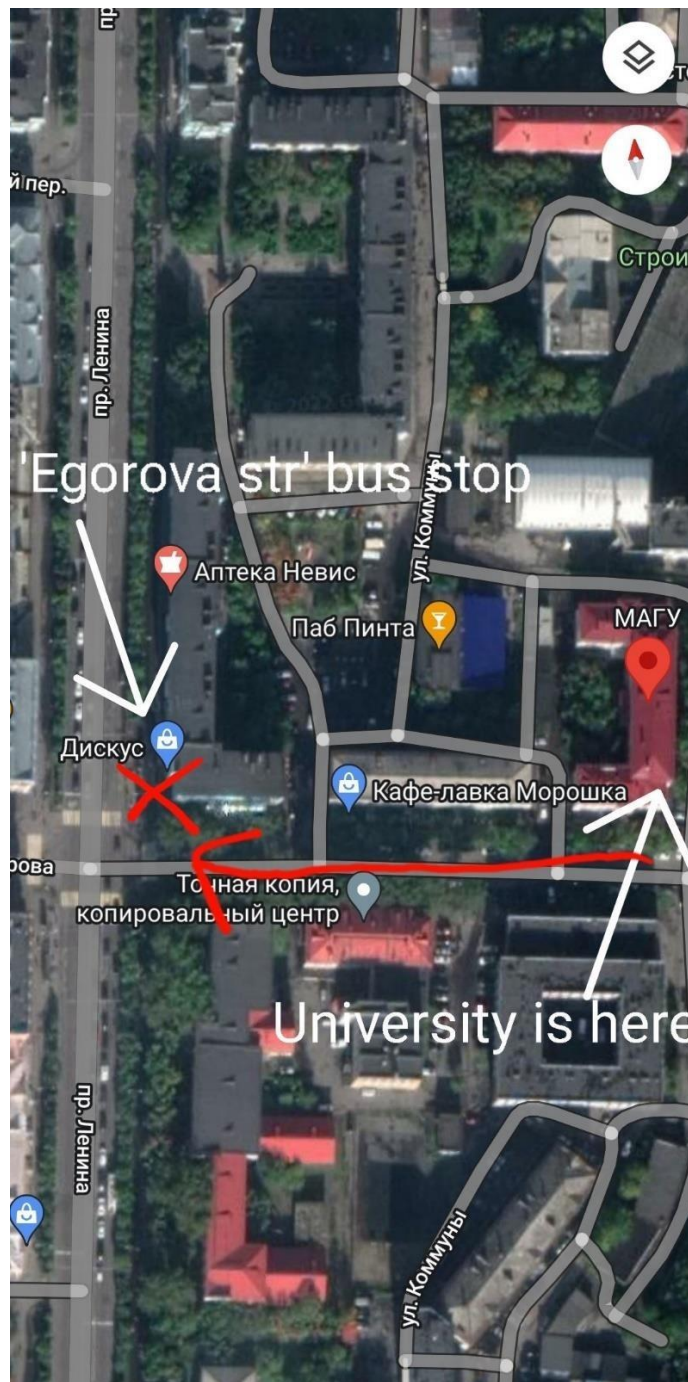 пр.
Сто
й пер.
Строи
пр. Ленина
'Egorova str' bus stop
ул. Коммуны
Аптека Невис
МАГУ
Паб Пинта
Дискус
Кафе-лавка Морошка
рова
Точная копия,
копировальный центр
University is here
пр. Ленина
ул. Коммуны